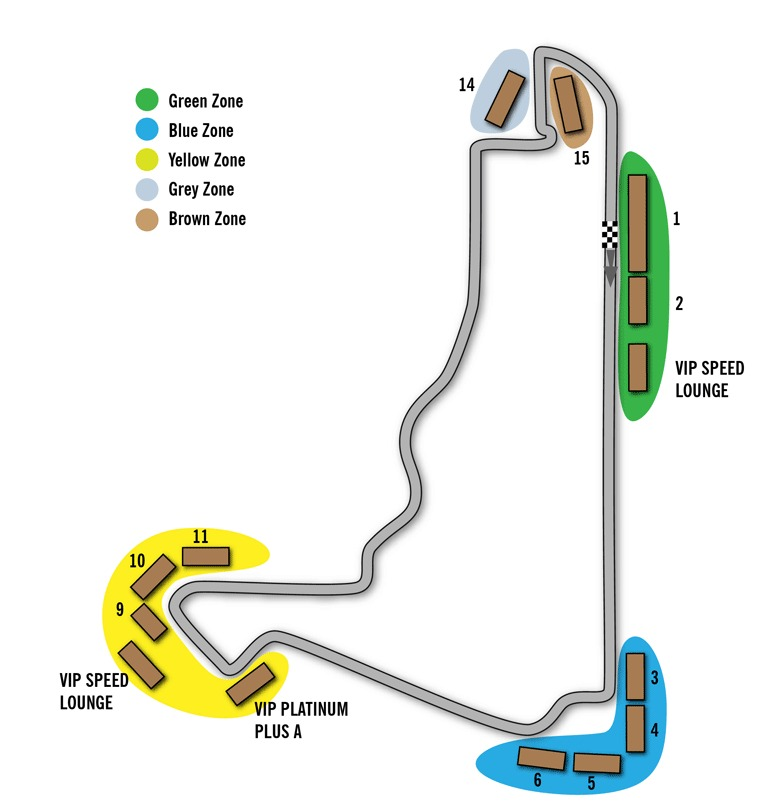 14
15
Green Zone
Blue Zone
Yellow Zone
Grey Zone
Brown Zone
1
2
VIP SPEED
LOUNGE
11
10
9
VIP SPEED
LOUNGE
VIP PLATINUM
PLUS A
3
4
6
5